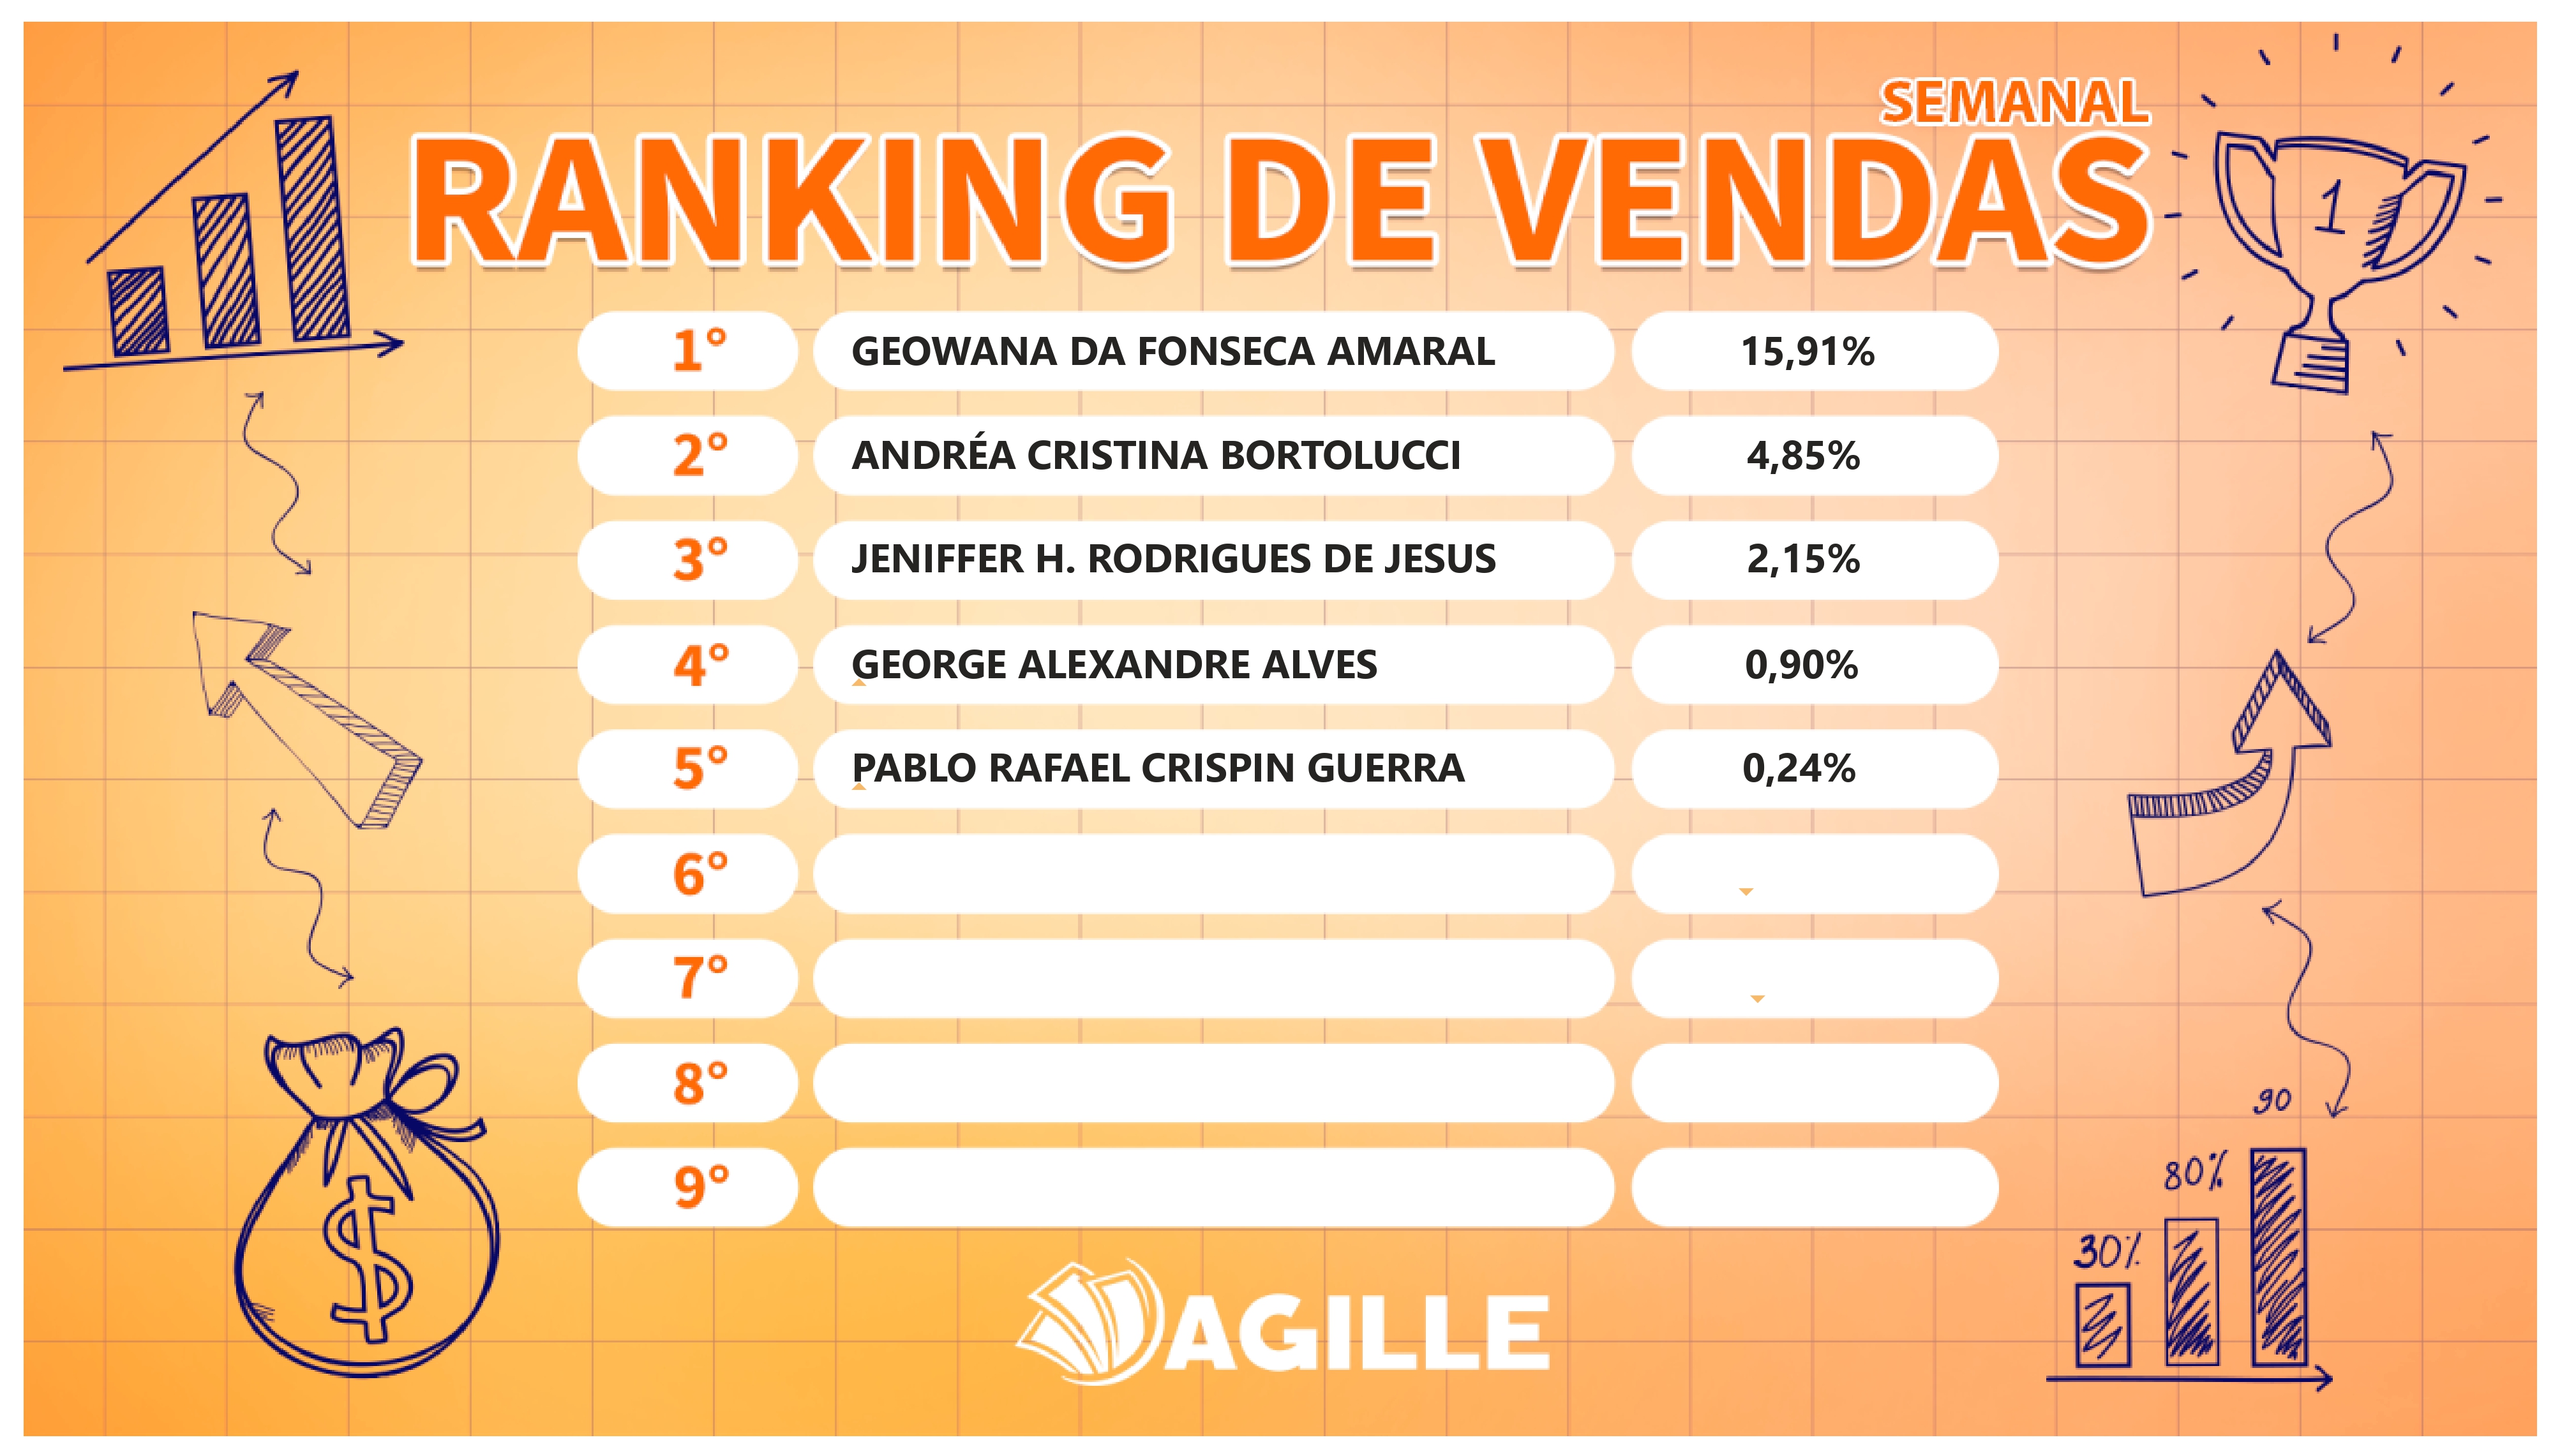 SEMANAL
RANKING DE VENDAS
1
1° GEOWANA DA FONSECA AMARAL 15,91%
2° ANDRÉA CRISTINA BORTOLUCCI 4,85%
3° JENIFFER H. RODRIGUES DE JESUS 2,15%
4° GEORGE ALEXANDRE ALVES 0,90%
5° PABLO RAFAEL CRISPIN GUERRA 0,24%
6°
7°
8°
9°
90
80%
30%
$
AGILLE